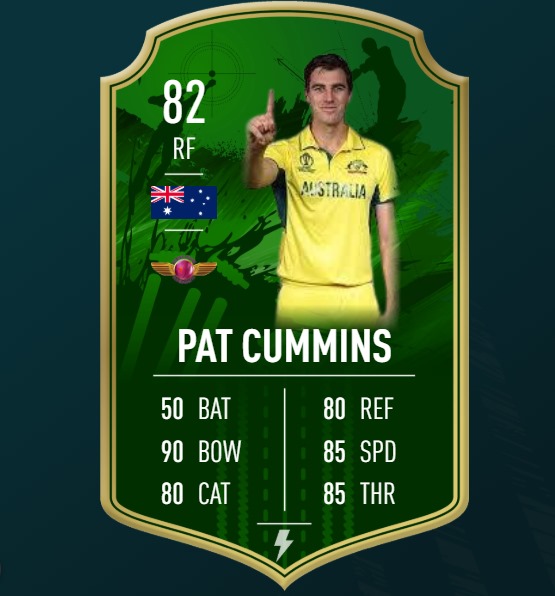 82
RF
AUSTRALIA
PAT CUMMINS
50 BAT
90 BOW
80 CAT
80 REF
85 SPD
85 THR